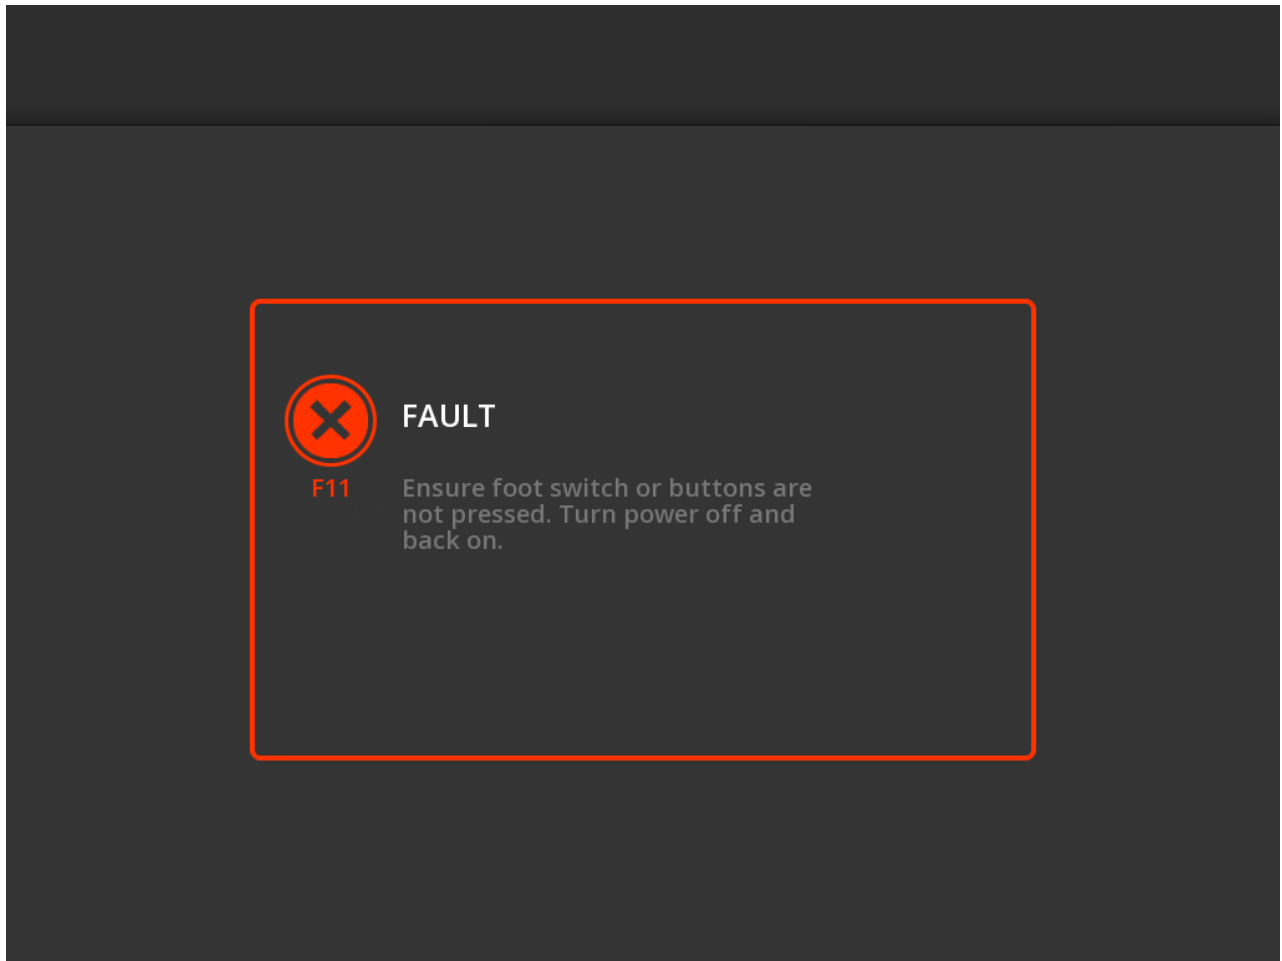 FAULT
F11
Ensure foot switch or buttons are
not pressed. Turn power off and
back on.